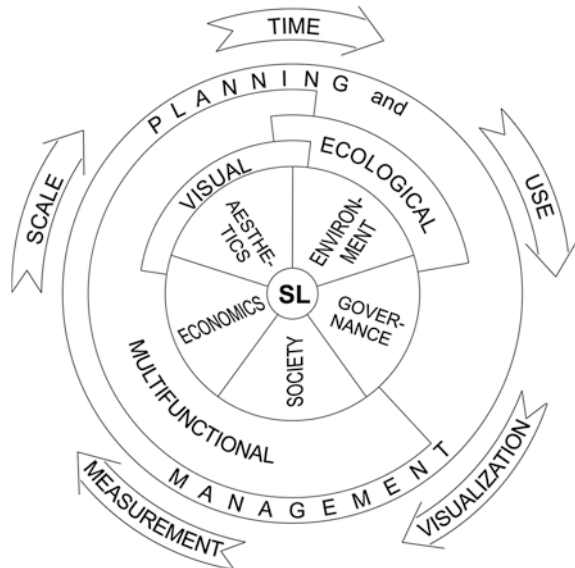 TIME
PLANNING and
ECOLOGICAL
VISUAL
SCALE
USE
AESTHE-
TICS
ENVIRON-
MENT
SL
ECONOMICS
GOVER-
NANCE
SOCIETY
MULTIFUNCTIONAL
MANAGEMENT
MEASUREMENT
VISUALIZATION